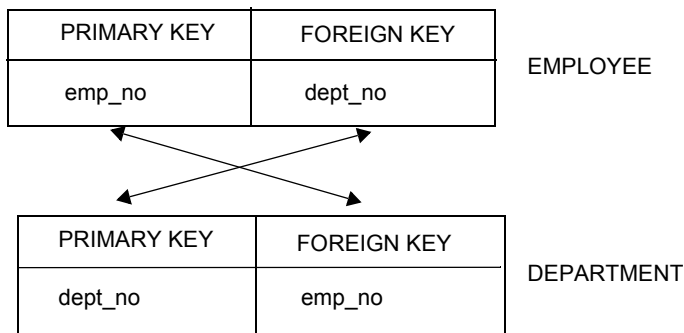 PRIMARY KEY FOREIGN KEY
EMPLOYEE
emp_no dept_no
PRIMARY KEY FOREIGN KEY
DEPARTMENT
dept_no emp_no